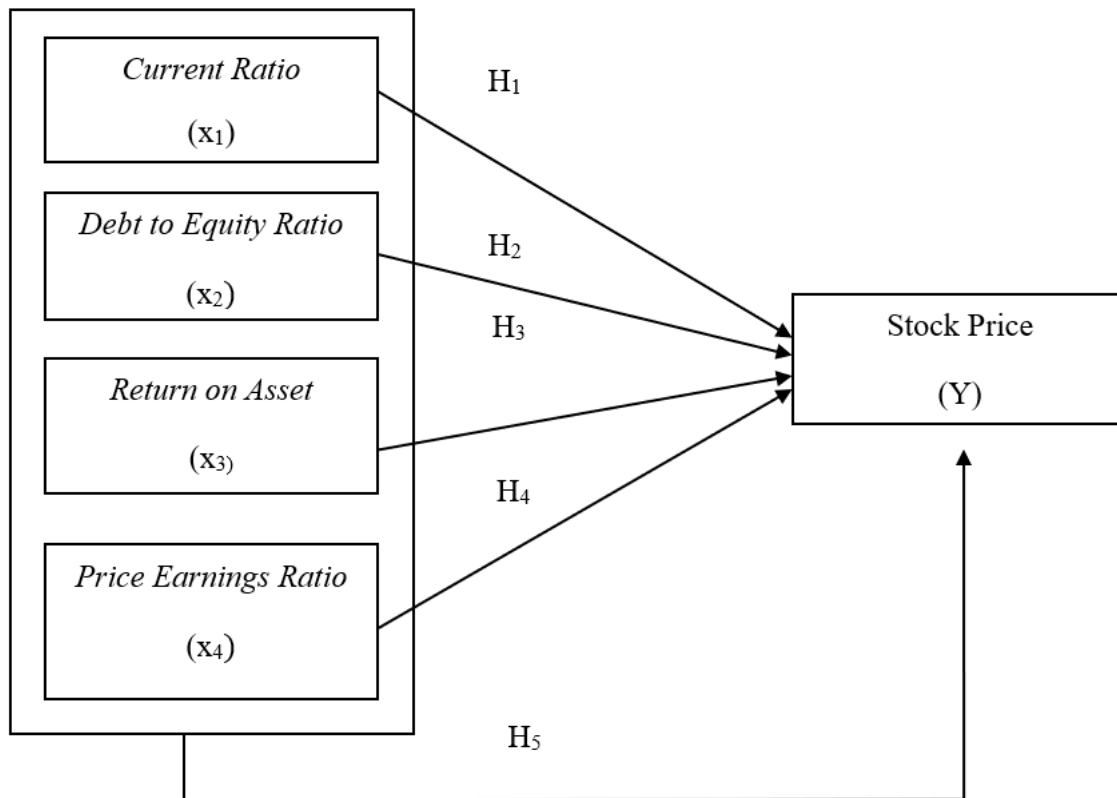 Current Ratio
(x₁)
H₁
Debt to Equity Ratio
(x₂)
H₂
H₃
Return on Asset
(x₃₎
H₄
Price Earnings Ratio
(x₄)
H₅
Stock Price
(Y)